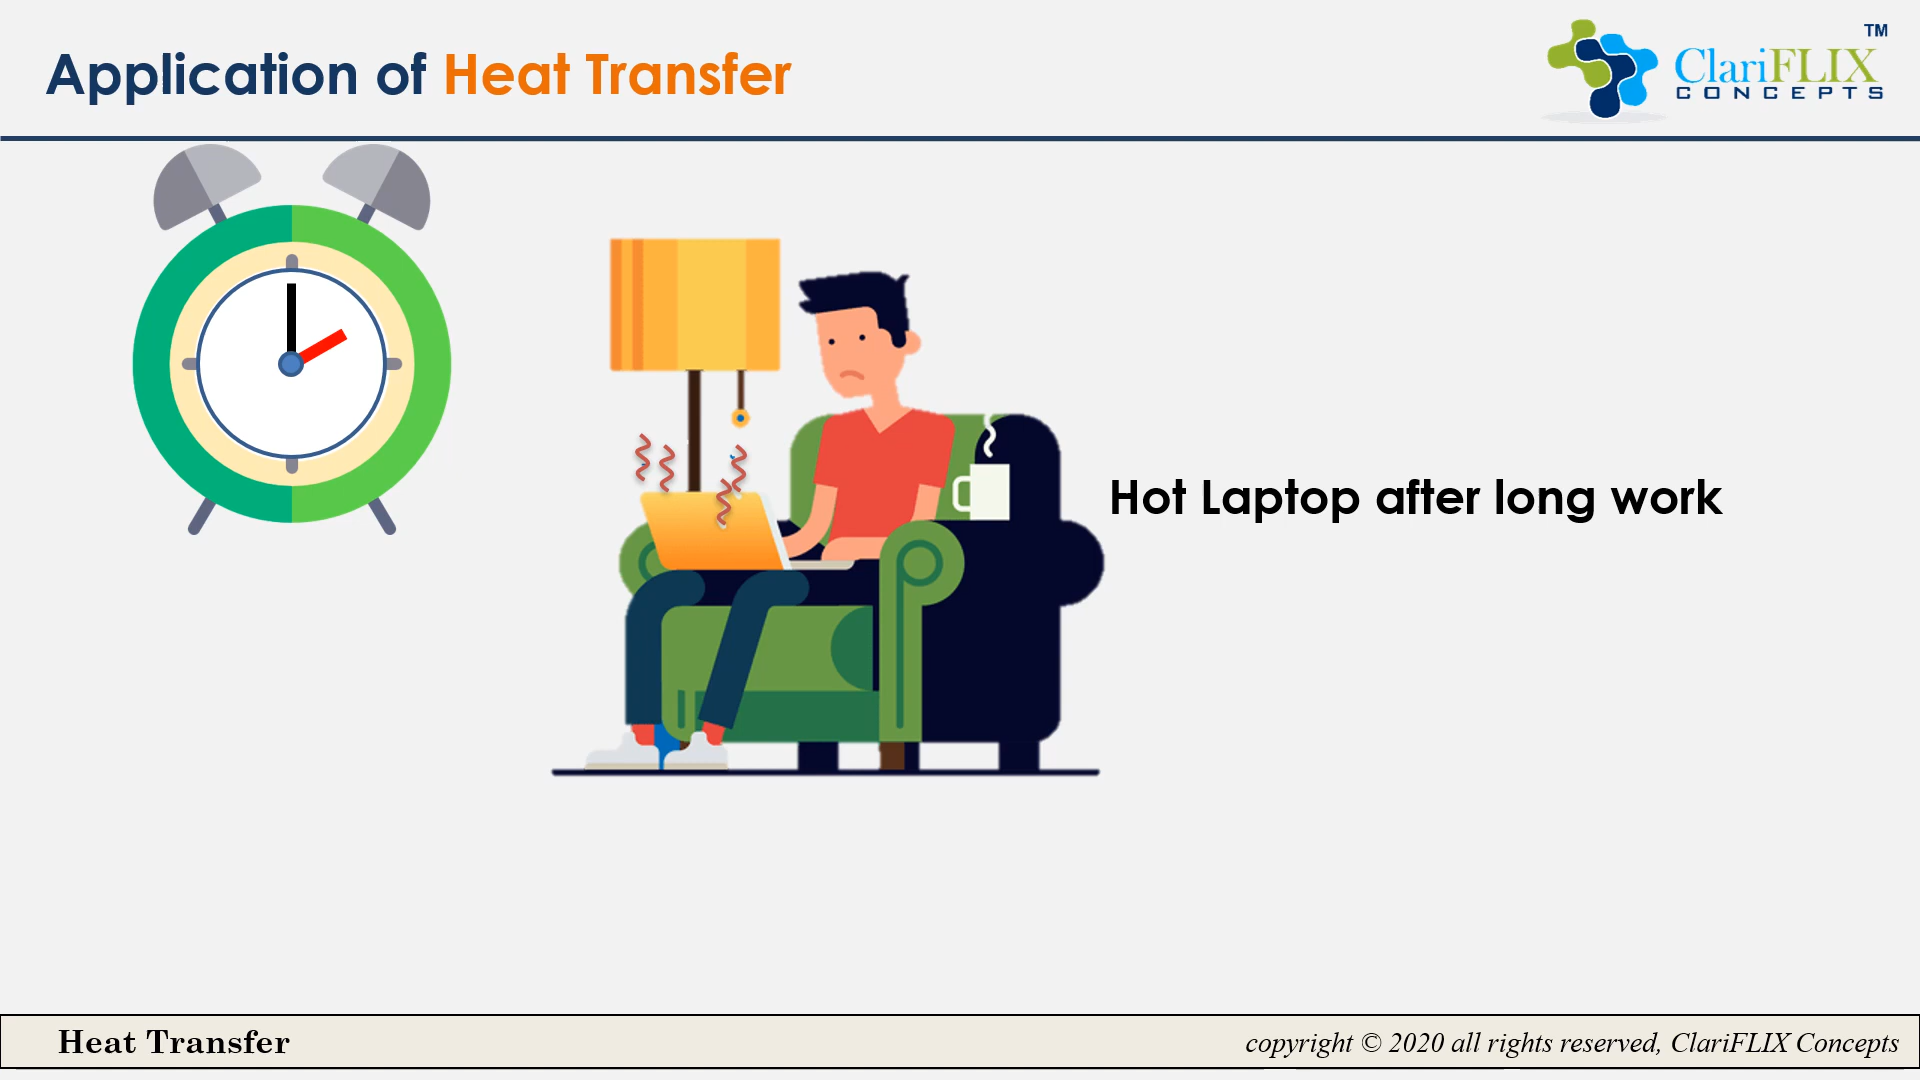 Application of Heat Transfer
TM
ClariFLIX
CONCEPTS
Hot Laptop after long work
Heat Transfer
copyright © 2020 all rights reserved, ClariFLIX Concepts